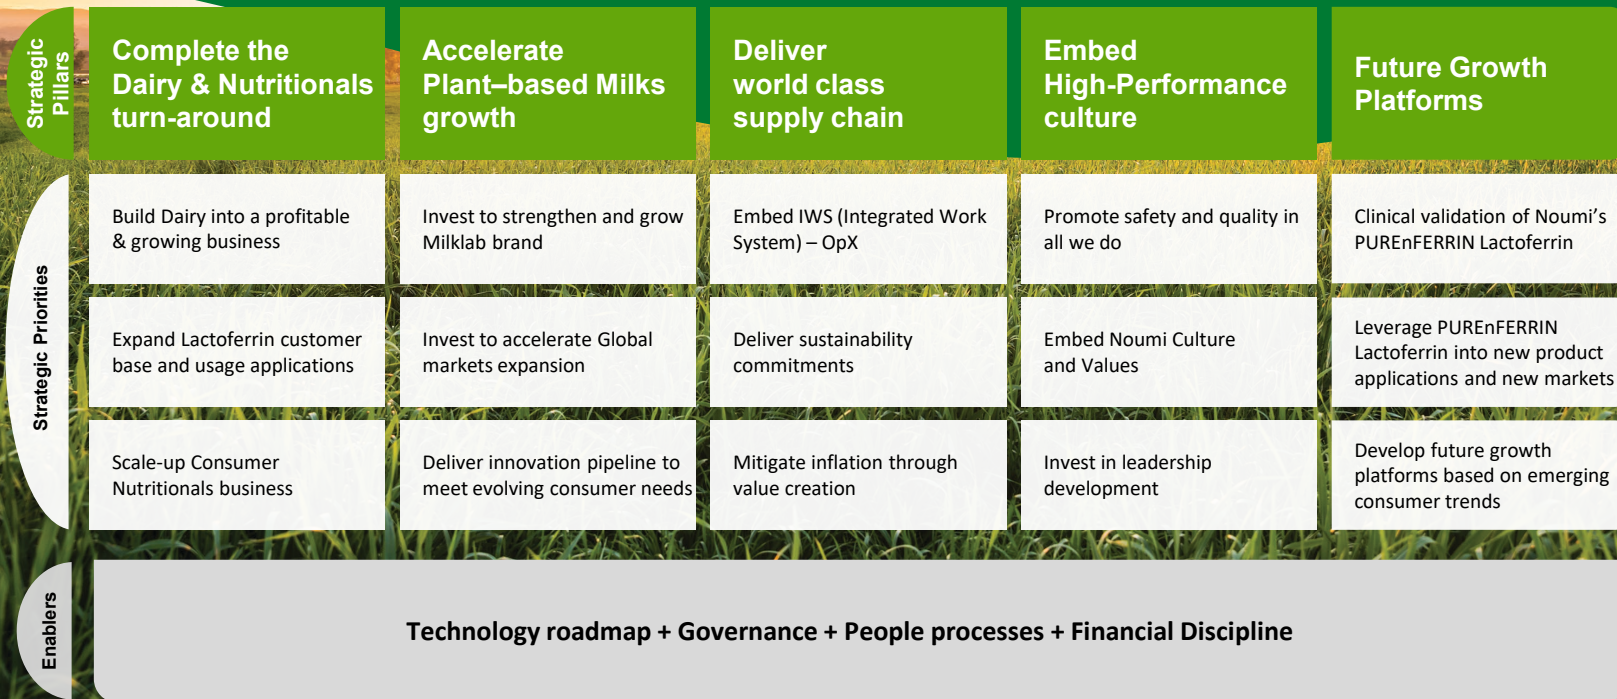 Strategic
Pillars
Complete the
Dairy & Nutritionals
turn-around
Accelerate
Plant–based Milks
growth
Deliver
world class
supply chain
Embed
High-Performance
culture
Future Growth
Platforms
Strategic Priorities
Build Dairy into a profitable
& growing business
Invest to strengthen and grow
Milklab brand
Embed IWS (Integrated Work
System) – OpX
Promote safety and quality in
all we do
Clinical validation of Noumi’s
PUREnFERRIN Lactoferrin
Expand Lactoferrin customer
base and usage applications
Invest to accelerate Global
markets expansion
Deliver sustainability
commitments
Embed Noumi Culture
and Values
Leverage PUREnFERRIN
Lactoferrin into new product
applications and new markets
Scale-up Consumer
Nutritionals business
Deliver innovation pipeline to
meet evolving consumer needs
Mitigate inflation through
value creation
Invest in leadership
development
Develop future growth
platforms based on emerging
consumer trends
Enablers
Technology roadmap + Governance + People processes + Financial Discipline